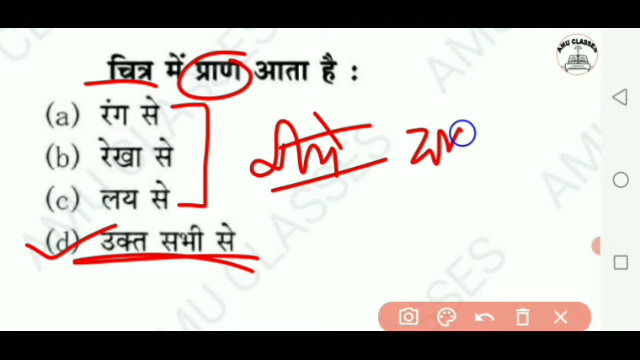 AMU CLASSES
चित्र में प्राण आता है :
(a) रंग से
(b) रेखा से
(c) लय से
(d) उक्त सभी से